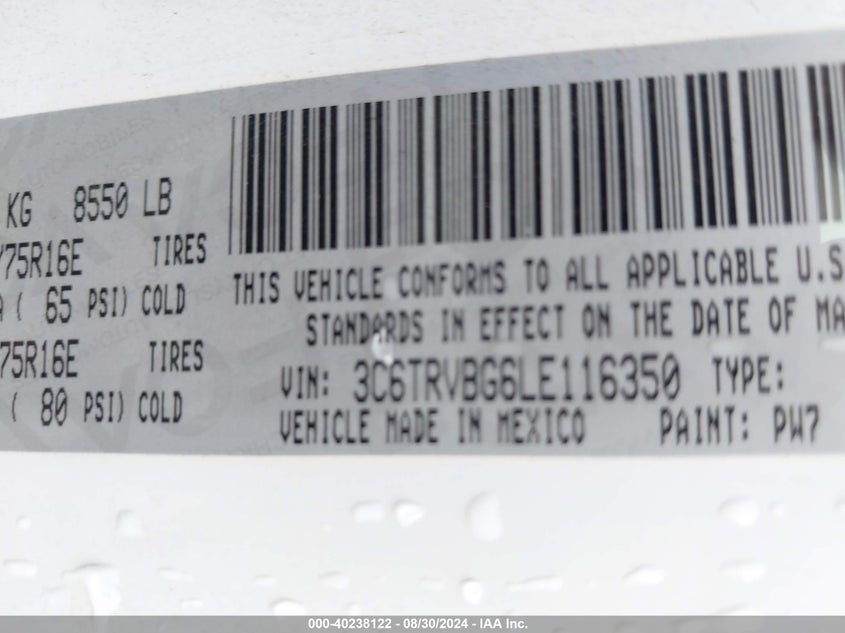 KG 8550 LB
75R16E TIRES
( 65 PSI) COLD
75R16E TIRES
( 80 PSI) COLD
THIS VEHICLE CONFORMS TO ALL APPLICABLE U.S
STANDARDS IN EFFECT ON THE DATE OF MA
VIN: 3C6TRVBG6LE116350 TYPE:
VEHICLE MADE IN MEXICO PAINT: PW7
000-40238122 - 08/30/2024 - IAA Inc.